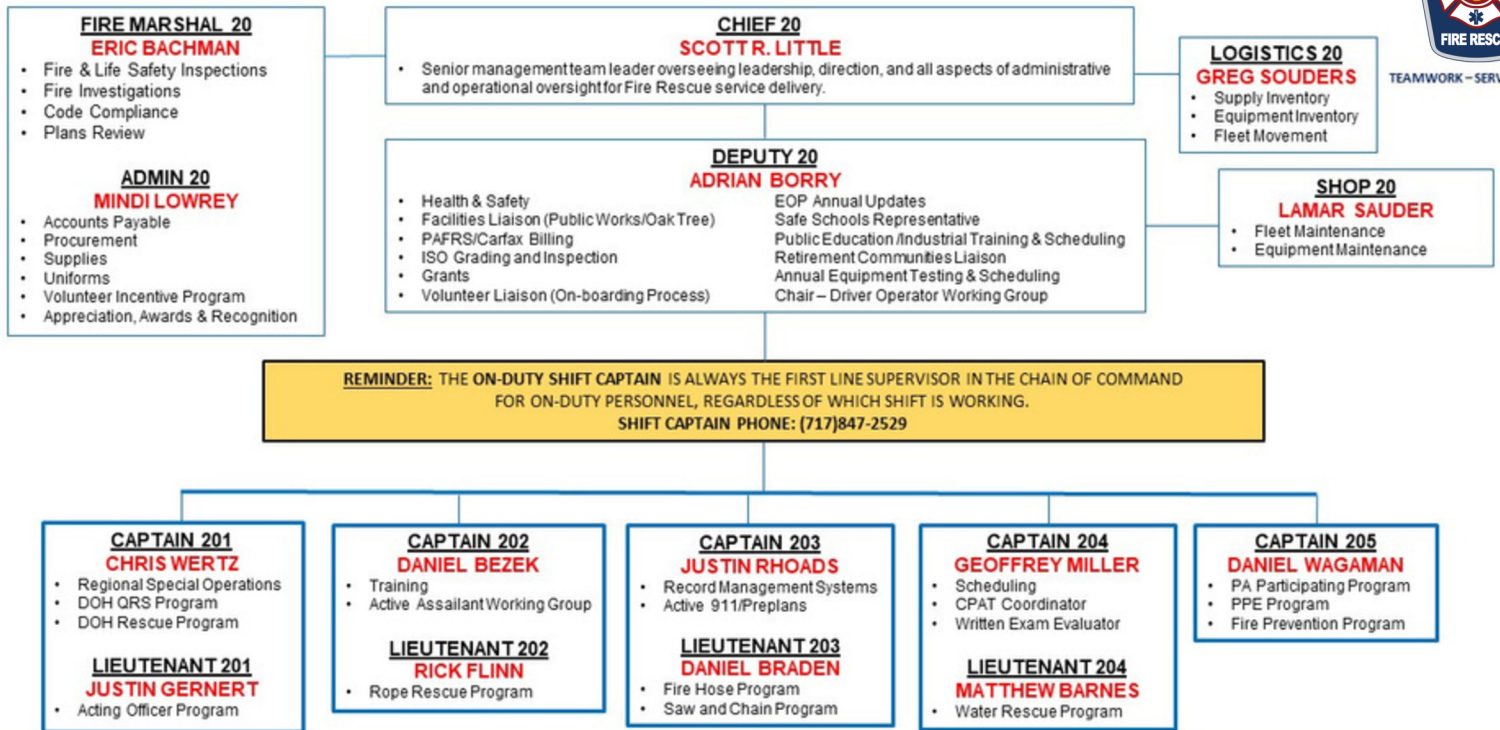 FIRE MARSHAL 20
ERIC BACHMAN
• Fire & Life Safety Inspections
• Fire Investigations
• Code Compliance
• Plans Review
ADMIN 20
MINDI LOWREY
• Accounts Payable
• Procurement
• Supplies
• Uniforms
• Volunteer Incentive Program
• Appreciation, Awards & Recognition
CHIEF 20
SCOTT R. LITTLE
• Senior management team leader overseeing leadership, direction, and all aspects of administrative
and operational oversight for Fire Rescue service delivery.
FIRE RESC
TEAMWORK – SERV
LOGISTICS 20
GREG SOUDERS
• Supply Inventory
• Equipment Inventory
• Fleet Movement
DEPUTY 20
ADRIAN BORRY
• Health & Safety
• Facilities Liaison (Public Works/Oak Tree)
• PAFRS/Carfax Billing
• ISO Grading and Inspection
• Grants
• Volunteer Liaison (On-boarding Process)
EOP Annual Updates
Safe Schools Representative
Public Education /Industrial Training & Scheduling
Retirement Communities Liaison
Annual Equipment Testing & Scheduling
Chair – Driver Operator Working Group
SHOP 20
LAMAR SAUDER
• Fleet Maintenance
• Equipment Maintenance
REMINDER: THE ON-DUTY SHIFT CAPTAIN IS ALWAYS THE FIRST LINE SUPERVISOR IN THE CHAIN OF COMMAND
FOR ON-DUTY PERSONNEL, REGARDLESS OF WHICH SHIFT IS WORKING.
SHIFT CAPTAIN PHONE: (717)847-2529
CAPTAIN 201
CHRIS WERTZ
• Regional Special Operations
• DOH QRS Program
• DOH Rescue Program
LIEUTENANT 201
JUSTIN GERNERT
• Acting Officer Program
CAPTAIN 202
DANIEL BEZEK
• Training
• Active Assailant Working Group
LIEUTENANT 202
RICK FLINN
• Rope Rescue Program
CAPTAIN 203
JUSTIN RHOADS
• Record Management Systems
• Active 911/Preplans
LIEUTENANT 203
DANIEL BRADEN
• Fire Hose Program
• Saw and Chain Program
CAPTAIN 204
GEOFFREY MILLER
• Scheduling
• CPAT Coordinator
• Written Exam Evaluator
LIEUTENANT 204
MATTHEW BARNES
• Water Rescue Program
CAPTAIN 205
DANIEL WAGAMAN
• PA Participating Program
• PPE Program
• Fire Prevention Program